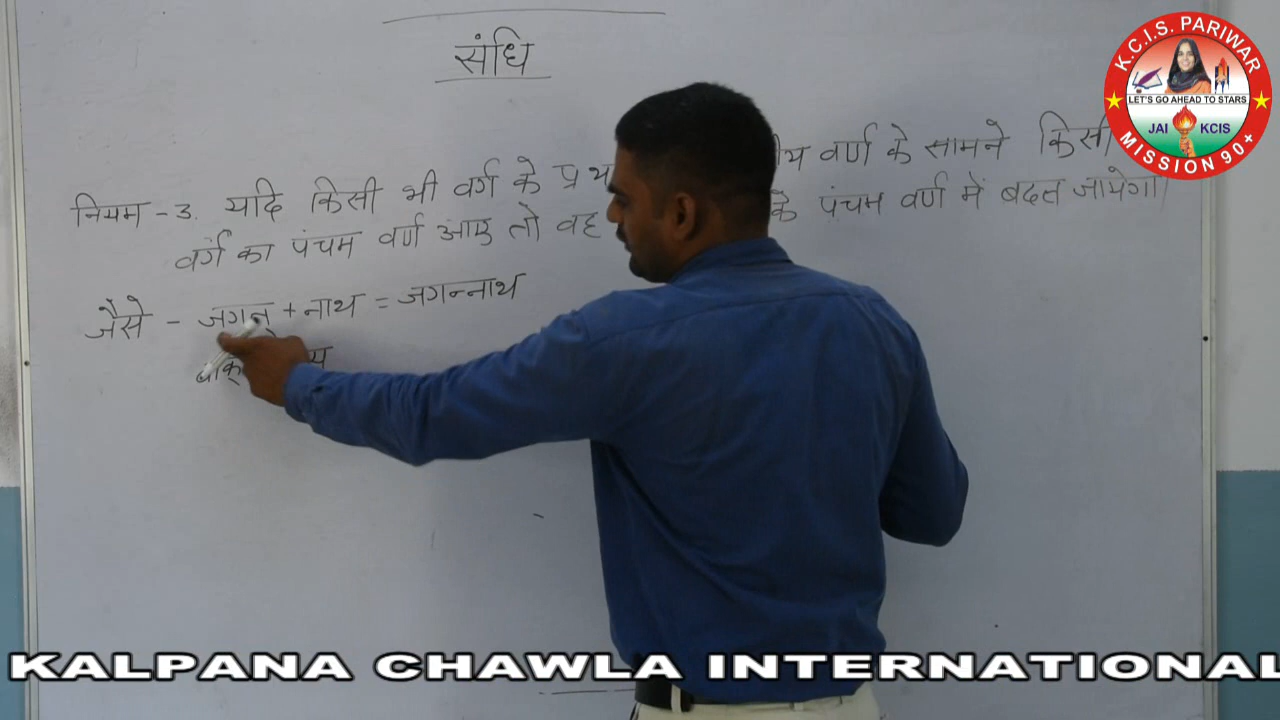 संधि
नियम - 3. यदि किसी भी वर्ग के वर्ण के सामने किसी
वर्ग का पंचम वर्ण आए तो वह के पंचम वर्ण में बदल जायेगा।
जैसे - + नाथ = जगन्नाथ
K.C.I.S. PARIWAR
LET'S GO AHEAD TO STARS
JAI KCIS
MISSION 90+
KALPANA CHAWLA INTERNATIONAL